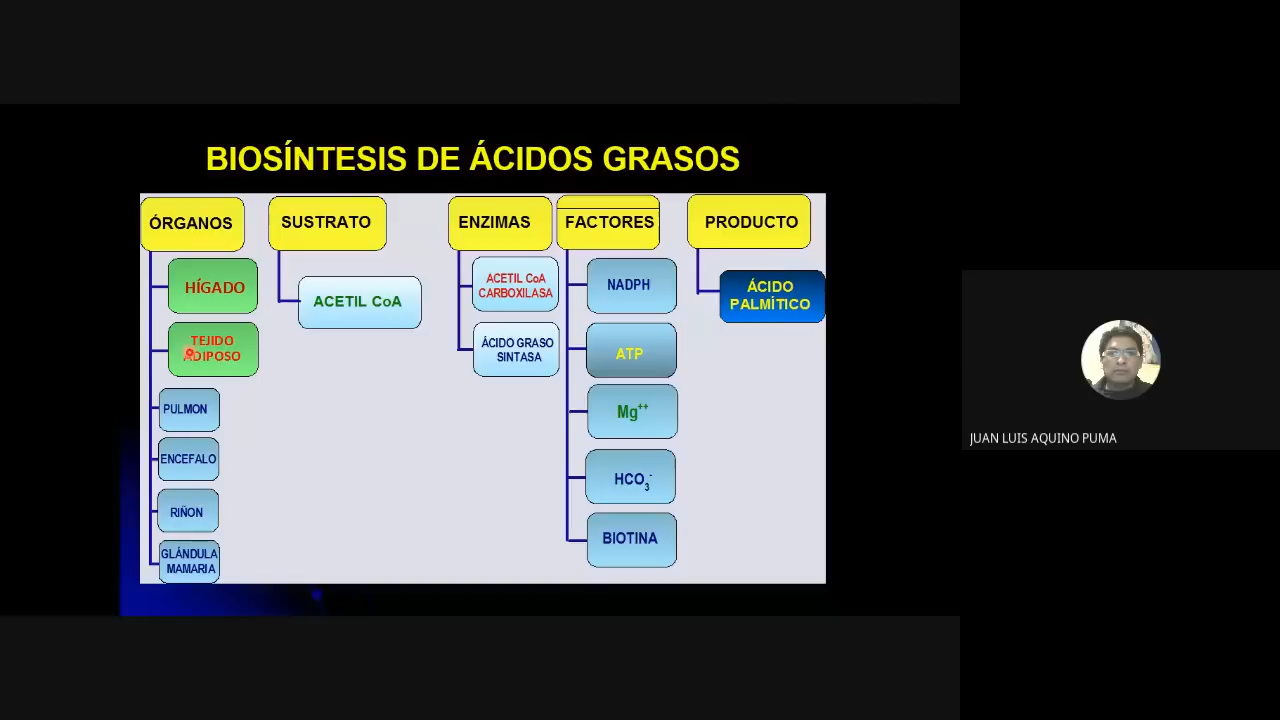 BIOSÍNTESIS DE ÁCIDOS GRASOS
ÓRGANOS
HÍGADO
TEJIDO
ADIPOSO
PULMON
ENCEFALO
RIÑON
GLÁNDULA
MAMARIA
SUSTRATO
ACETIL CoA
ENZIMAS
ACETIL CoA
CARBOXILASA
ÁCIDO GRASO
SINTASA
FACTORES
NADPH
ATP
Mg++
HCO3-
BIOTINA
PRODUCTO
ÁCIDO
PALMÍTICO
JUAN LUIS AQUINO PUMA